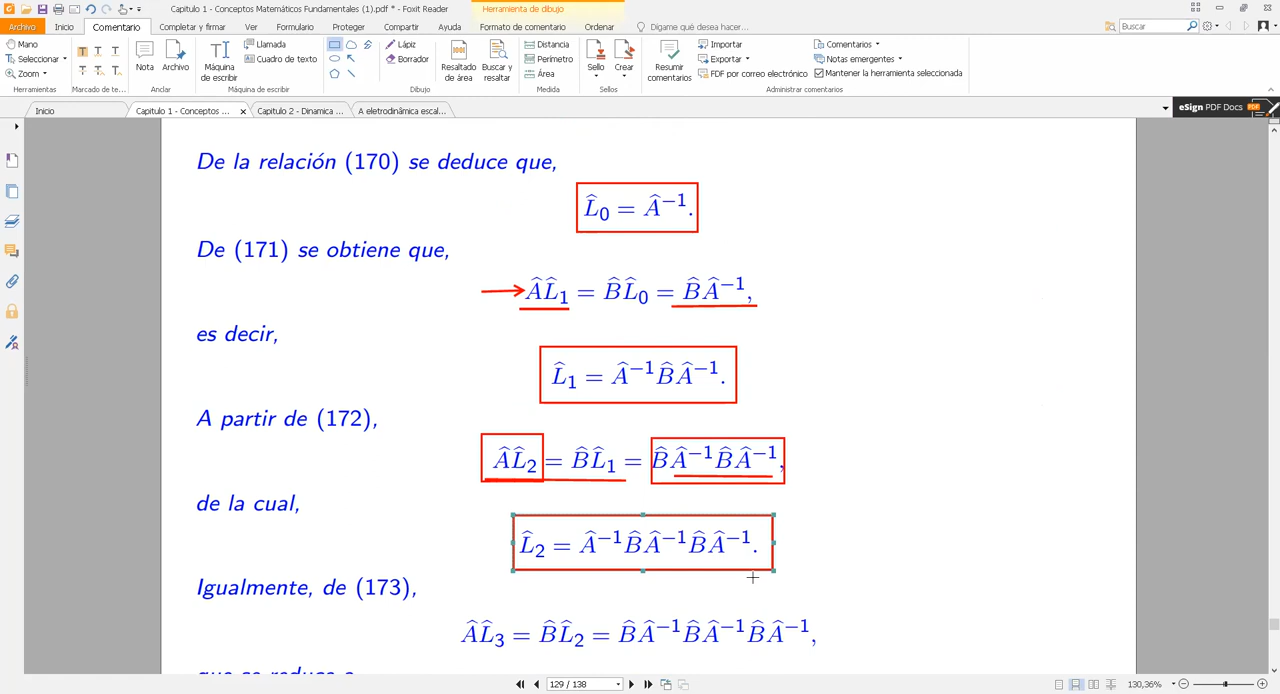 Capitulo 1 - Conceptos Matemáticos Fundamentales (1).pdf * - Foxit Reader
Herramienta de dibujo
Archivo Inicio Comentario Completar y firmar Ver Formulario Proteger Compartir Ayuda Formato de comentario Ordenar Dígame qué desea hacer... Buscar
Mano
Seleccionar
Zoom
Herramientas
Marcado de te...
Nota
Archivo
Anclar
Máquina de escribir
Llamada
Cuadro de texto
Máquina de escribir
Lápiz
Borrador
Dibujo
Resaltado de área
Buscar y resaltar
Distancia
Perímetro
Área
Medida
Sello
Crear
Sellos
Resumir comentarios
Importar
Exportar
FDF por correo electrónico
Comentarios
Notas emergentes
Mantener la herramienta seleccionada
Administrar comentarios
Inicio
Capitulo 1 - Conceptos ...
Capitulo 2 - Dinamica ...
A eletrodinâmica escal...
eSign PDF Docs
De la relación (170) se deduce que,
L̂₀ = Â⁻¹.
De (171) se obtiene que,
ÂL̂₁ = B̂L̂₀ = B̂Â⁻¹,
es decir,
L̂₁ = Â⁻¹B̂Â⁻¹.
A partir de (172),
ÂL̂₂ = B̂L̂₁ = B̂Â⁻¹B̂Â⁻¹,
de la cual,
L̂₂ = Â⁻¹B̂Â⁻¹B̂Â⁻¹.
Igualmente, de (173),
ÂL̂₃ = B̂L̂₂ = B̂Â⁻¹B̂Â⁻¹B̂Â⁻¹,
que se reduce a
129 / 138
130,36%